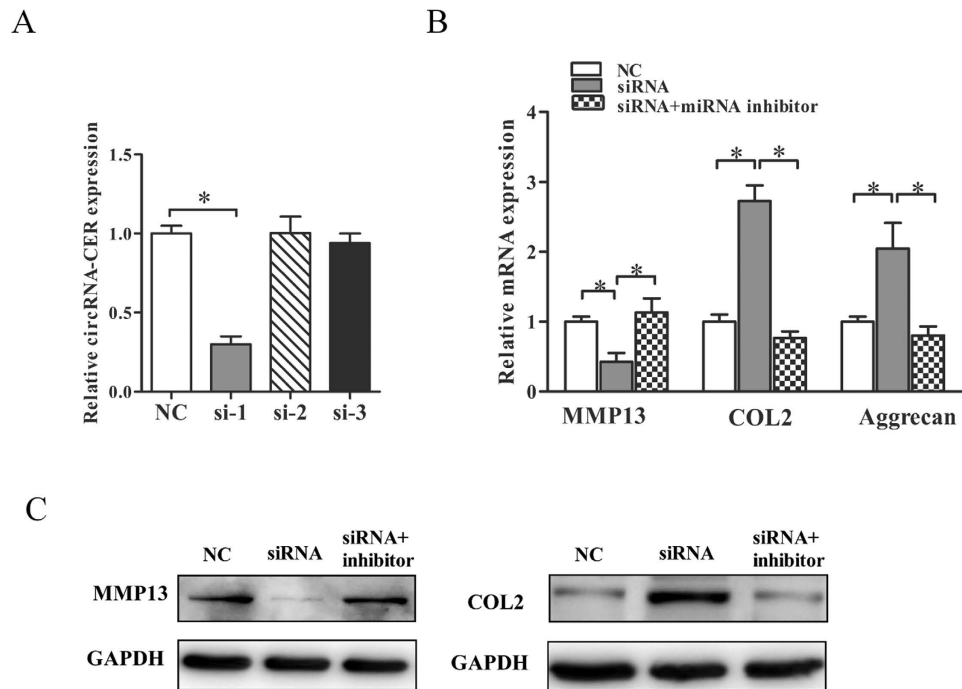 A
Relative circRNA-CER expression
1.5
1.0
0.5
0.0
*
NC si-1 si-2 si-3
B
NC
siRNA
siRNA+miRNA inhibitor
Relative mRNA expression
4
3
2
1
0
* *
* *
* *
MMP13 COL2 Aggrecan
C
NC siRNA siRNA+
inhibitor
MMP13
GAPDH
NC siRNA siRNA+
inhibitor
COL2
GAPDH